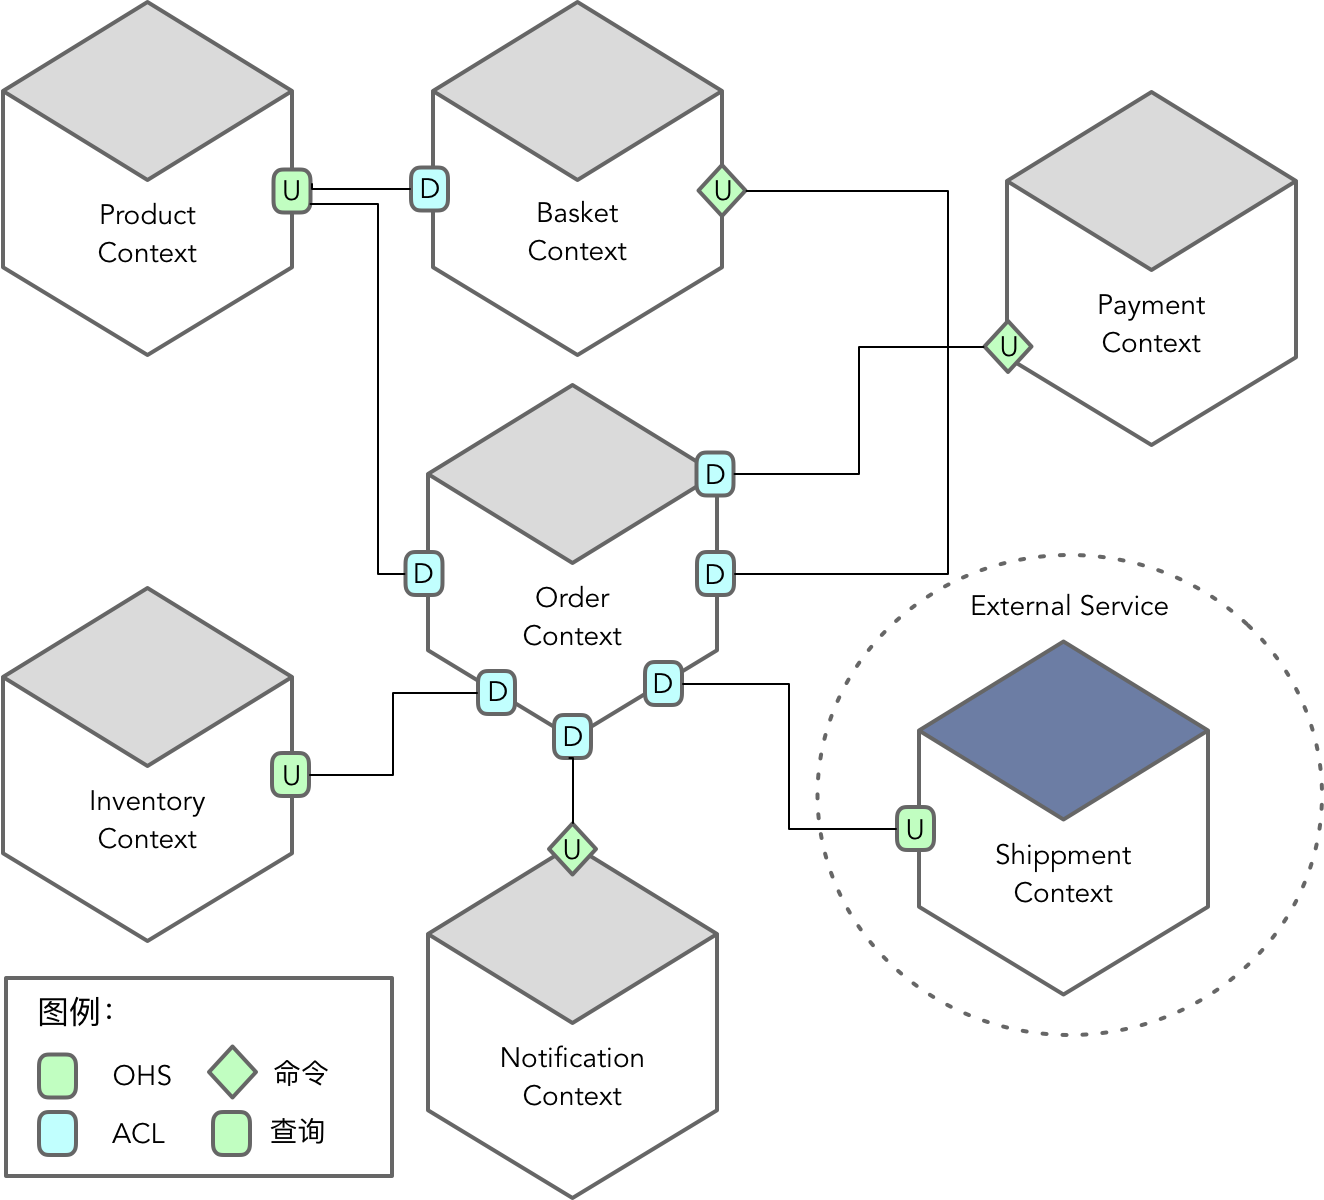 U
D
U
Product
Context
Basket
Context
Payment
Context
U
D
D
D
Order
Context
External Service
D
D
D
U
Inventory
Context
U
Shippment
Context
U
Notification
Context
图例：
OHS
命令
ACL
查询